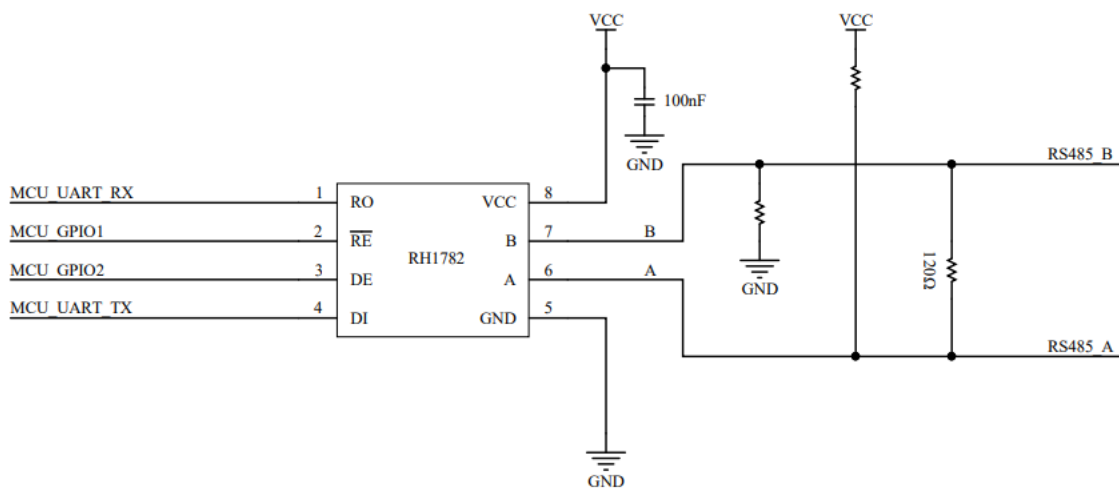 VCC
VCC
100nF
GND
RS485_B
MCU_UART_RX
1
RO
VCC
8
MCU_GPIO1
2
RE
B
7
B
RH1782
MCU_GPIO2
3
DE
A
6
A
GND
120Ω
MCU_UART_TX
4
DI
GND
5
RS485_A
GND